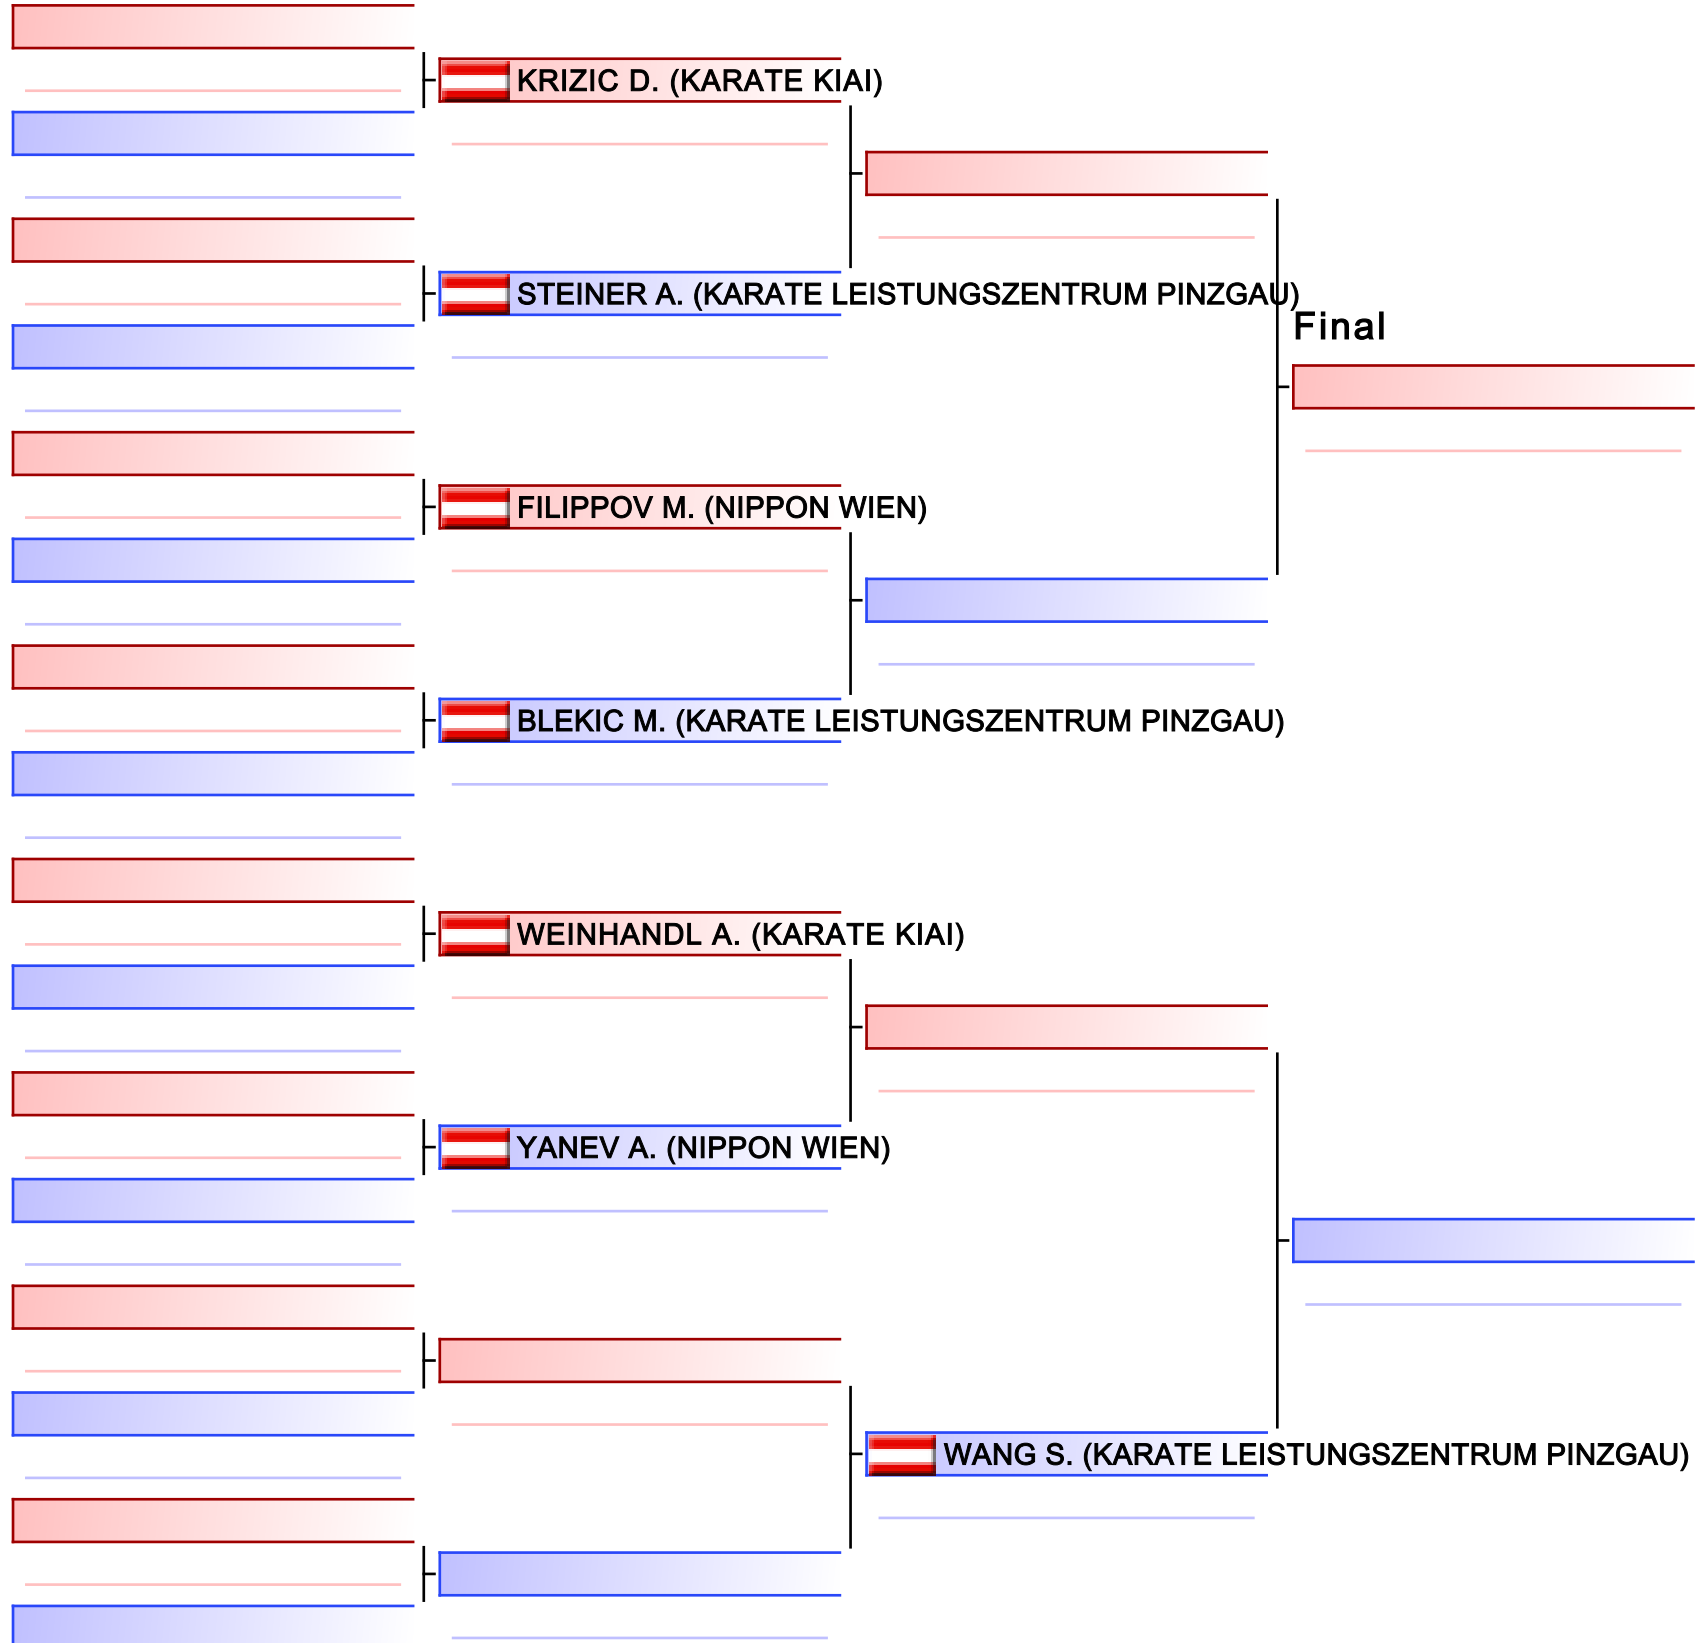 KRIZIC D. (KARATE KIAI)
STEINER A. (KARATE LEISTUNGSZENTRUM PINZGAU)
Final
FILIPPOV M. (NIPPON WIEN)
BLEKIC M. (KARATE LEISTUNGSZENTRUM PINZGAU)
WEINHANDL A. (KARATE KIAI)
YANEV A. (NIPPON WIEN)
WANG S. (KARATE LEISTUNGSZENTRUM PINZGAU)